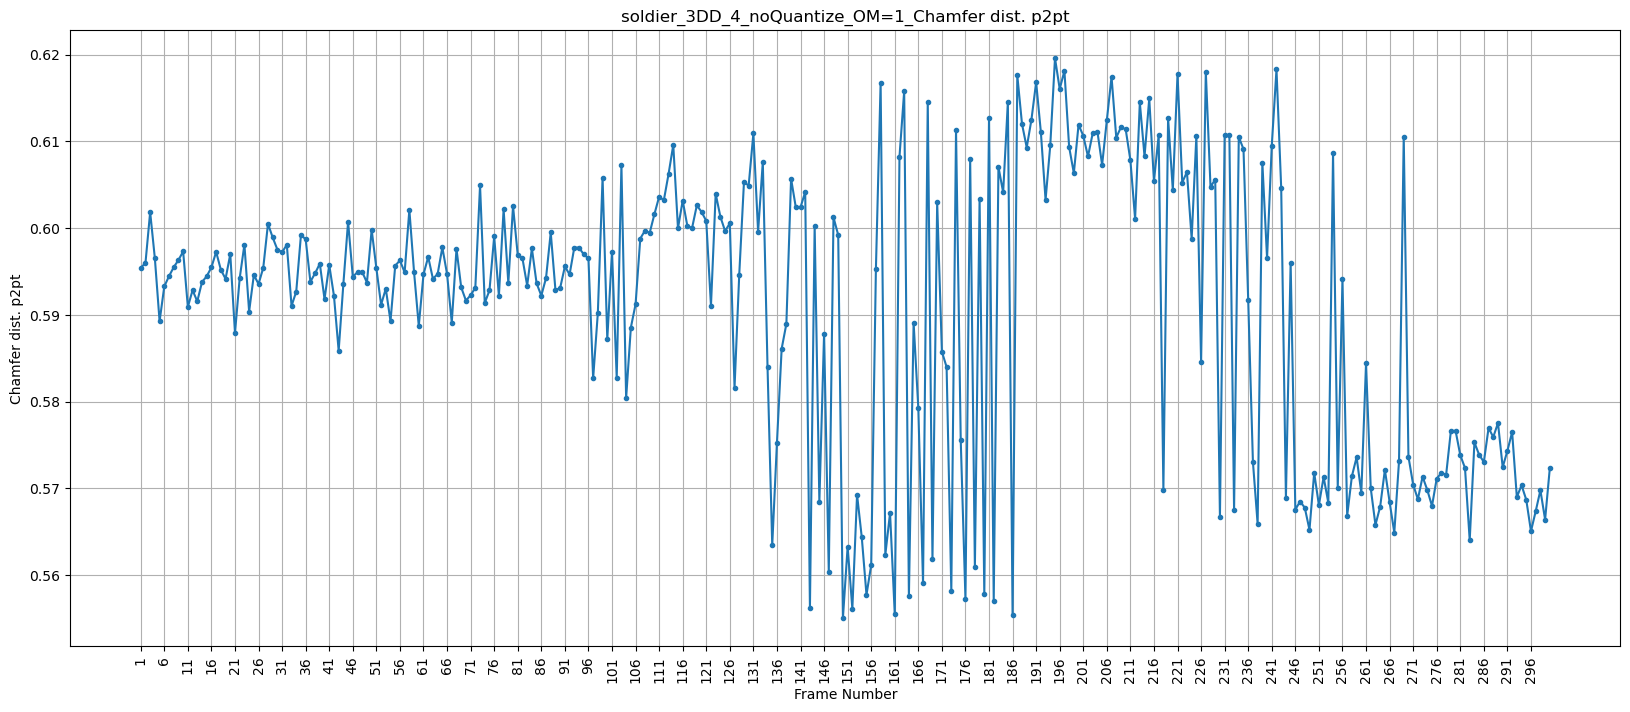 soldier_3DD_4_noQuantize_OM=1_Chamfer dist. p2pt
Chamfer dist. p2pt
0.62
0.61
0.60
0.59
0.58
0.57
0.56
1 6 11 16 21 26 31 36 41 46 51 56 61 66 71 76 81 86 91 96 101 106 111 116 121 126 131 136 141 146 151 156 161 166 171 176 181 186 191 196 201 206 211 216 221 226 231 236 241 246 251 256 261 266 271 276 281 286 291 296
Frame Number